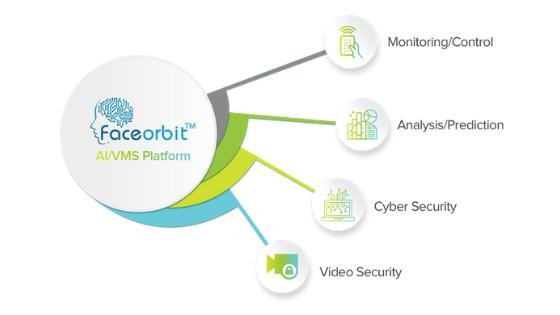 faceorbit™
AI/VMS Platform
Monitoring/Control
Analysis/Prediction
Cyber Security
Video Security